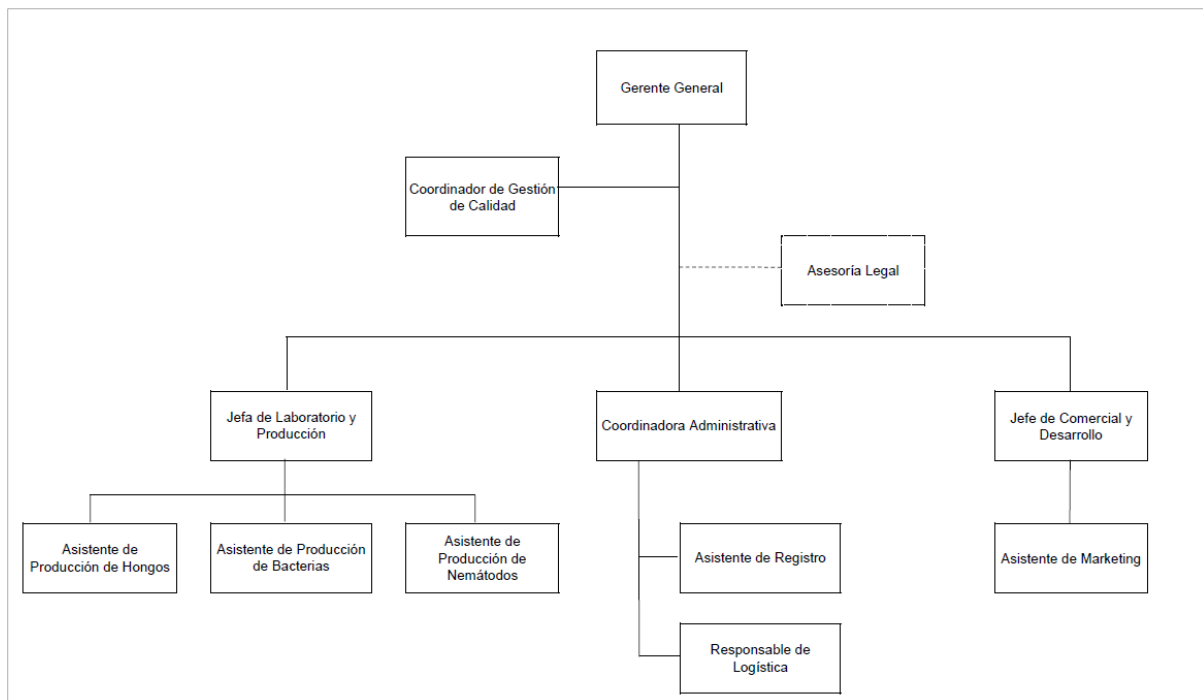 Gerente General
Coordinador de Gestión
de Calidad
Asesoría Legal
Jefa de Laboratorio y
Producción
Coordinadora Administrativa
Jefe de Comercial y
Desarrollo
Asistente de
Producción de Hongos
Asistente de Producción
de Bacterias
Asistente de
Producción de
Nemátodos
Asistente de Registro
Asistente de Marketing
Responsable de
Logística